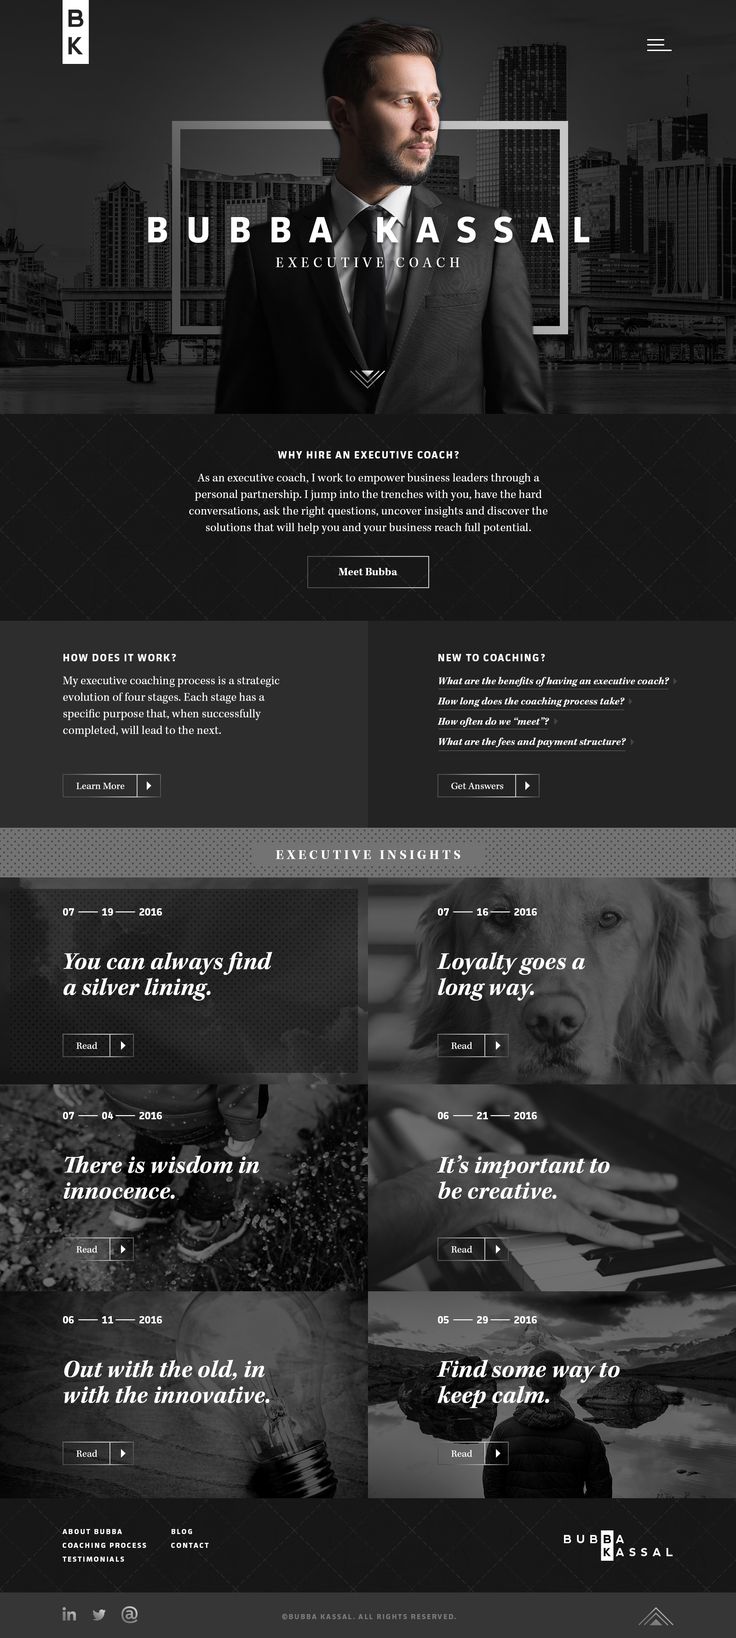 B
K
BUBBA KASSAL
EXECUTIVE COACH
WHY HIRE AN EXECUTIVE COACH?
As an executive coach, I work to empower business leaders through a
personal partnership. I jump into the trenches with you, have the hard
conversations, ask the right questions, uncover insights and discover the
solutions that will help you and your business reach full potential.
Meet Bubba
HOW DOES IT WORK?
My executive coaching process is a strategic
evolution of four stages. Each stage has a
specific purpose that, when successfully
completed, will lead to the next.
Learn More
NEW TO COACHING?
What are the benefits of having an executive coach?
How long does the coaching process take?
How often do we “meet”?
What are the fees and payment structure?
Get Answers
EXECUTIVE INSIGHTS
07 — 19 — 2016
You can always find
a silver lining.
Read
07 — 16 — 2016
Loyalty goes a
long way.
Read
07 — 04 — 2016
There is wisdom in
innocence.
Read
06 — 21 — 2016
It’s important to
be creative.
Read
06 — 11 — 2016
Out with the old, in
with the innovative.
Read
05 — 29 — 2016
Find some way to
keep calm.
Read
ABOUT BUBBA
COACHING PROCESS
TESTIMONIALS
BLOG
CONTACT
BUBBA
KASSAL
in @
©BUBBA KASSAL. ALL RIGHTS RESERVED.